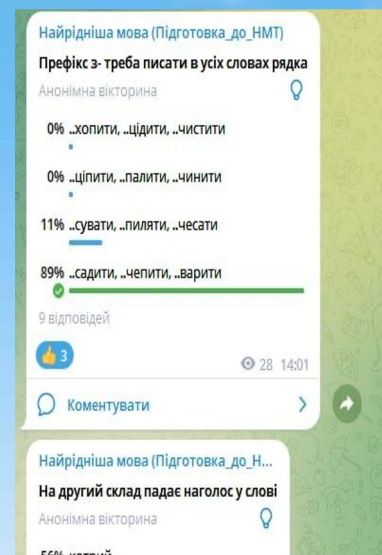 Найрідніша мова (Підготовка_до_НМТ)
Префікс з- треба писати в усіх словах рядка
Анонімна вікторина
0% ..хопити, ..цідити, ..чистити
0% ..ціпити, ..палити, ..чинити
11% ..сувати, ..пиляти, ..чесати
89% ..садити, ..чепити, ..варити
9 відповідей
👍 3
28 14:01
Коментувати
Найрідніша мова (Підготовка_до_Н...
На другий склад падає наголос у слові
Анонімна вікторина
56% котрий